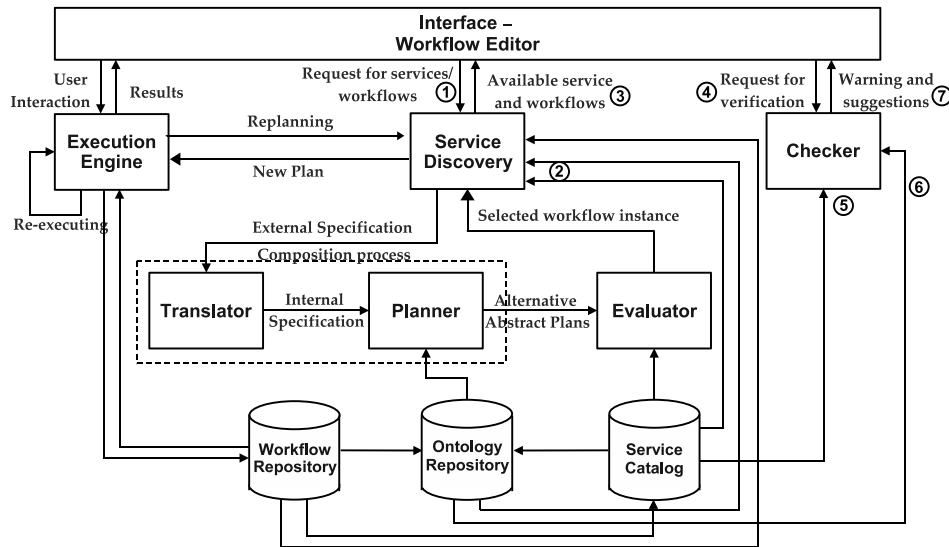 Interface –
Workflow Editor
User
Interaction
Results
Request for services/
workflows
1
Available service
and workflows
3
4
Request for
verification
Warning and
suggestions
7
Execution
Engine
Replanning
New Plan
Service
Discovery
2
Checker
6
5
Re-executing
Selected workflow instance
External Specification
Composition process
Translator
Internal
Specification
Planner
Alternative
Abstract Plans
Evaluator
Workflow
Repository
Ontology
Repository
Service
Catalog